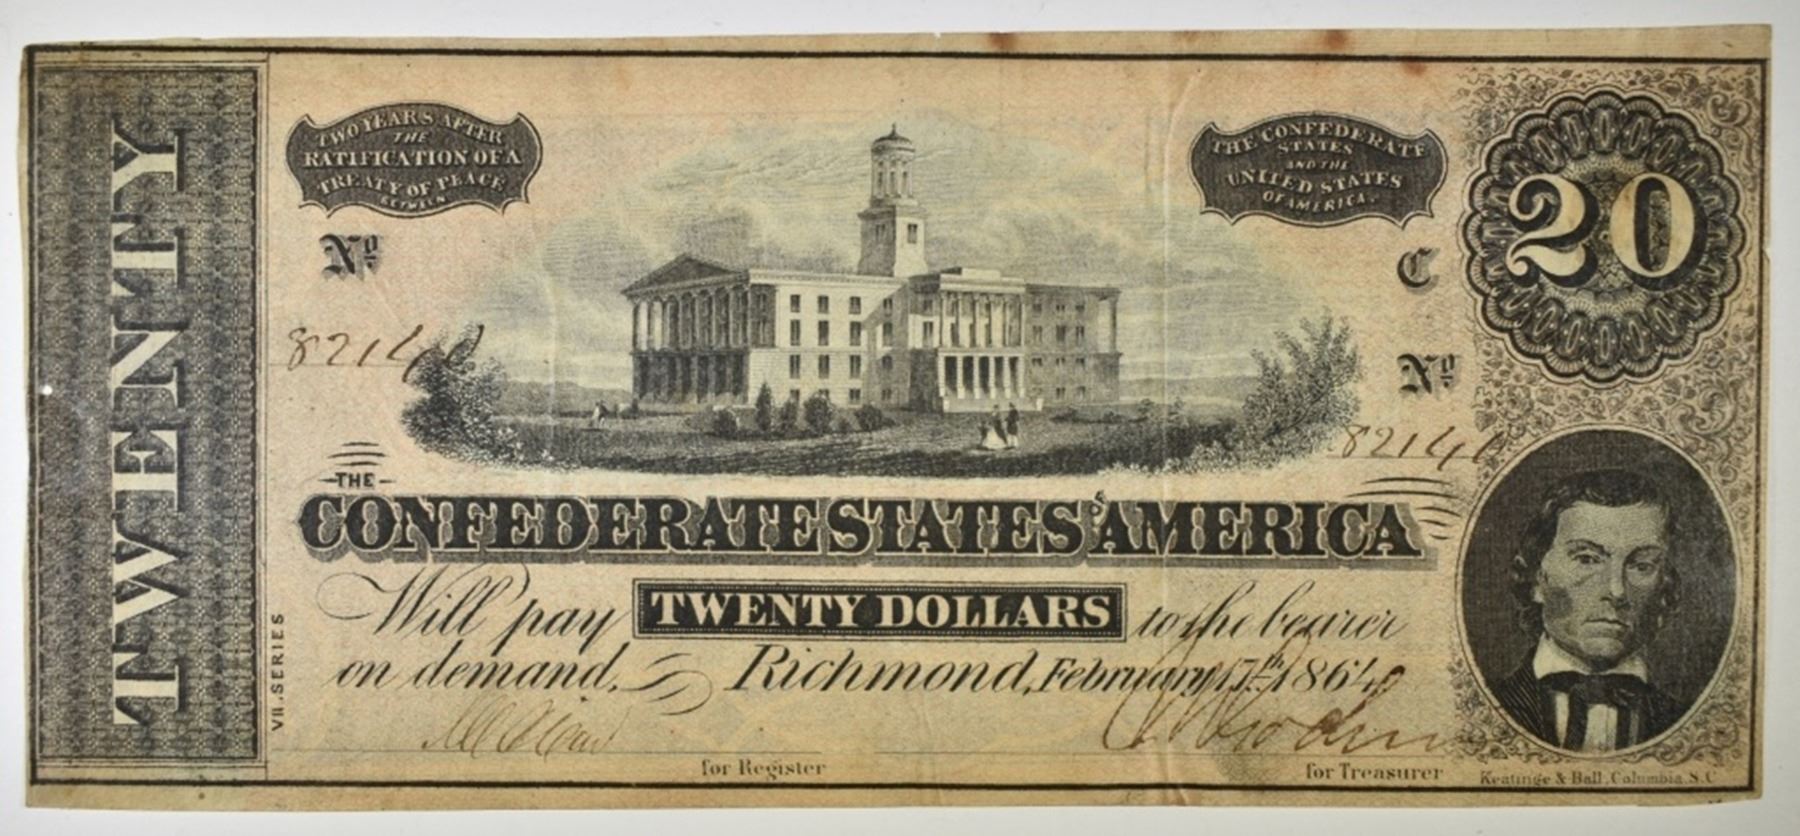 TWENTY
TWO YEARS AFTER
THE
RATIFICATION OF A
TREATY OF PEACE
BETWEEN
THE CONFEDERATE
STATES
AND THE
UNITED STATES
OF AMERICA.
20
No
C
No
THE
CONFEDERATE STATES OF AMERICA
Will pay TWENTY DOLLARS to the bearer
on demand, Richmond, February 17th 1864
VII. SERIES
for Register
for Treasurer
Keatinge & Ball, Columbia, S.C